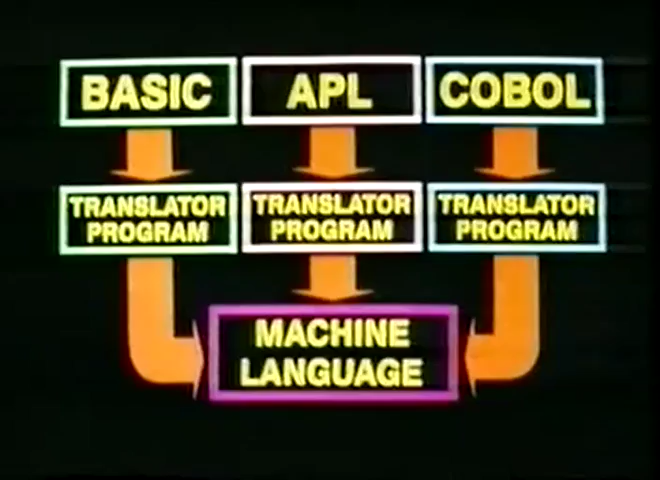 BASIC
APL
COBOL
TRANSLATOR
PROGRAM
TRANSLATOR
PROGRAM
TRANSLATOR
PROGRAM
MACHINE
LANGUAGE